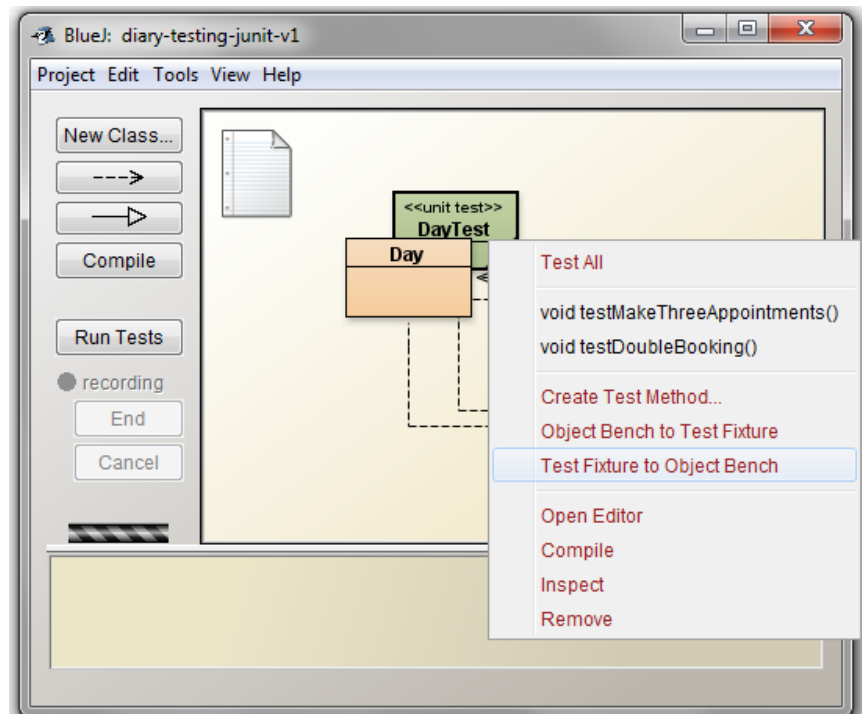 BlueJ: diary-testing-junit-v1
Project Edit Tools View Help
New Class...
Compile
Run Tests
recording
End
Cancel
<<unit test>>
DayTest
Day
Test All
void testMakeThreeAppointments()
void testDoubleBooking()
Create Test Method...
Object Bench to Test Fixture
Test Fixture to Object Bench
Open Editor
Compile
Inspect
Remove